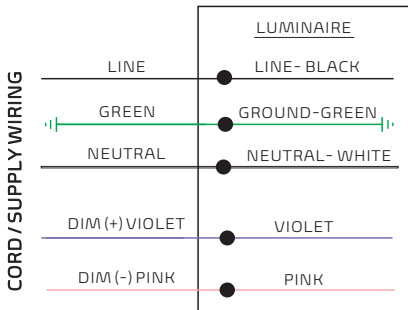 LUMINAIRE
LINE
LINE- BLACK
GREEN
GROUND-GREEN
NEUTRAL
NEUTRAL- WHITE
DIM (+) VIOLET
VIOLET
DIM (-) PINK
PINK
CORD / SUPPLY WIRING